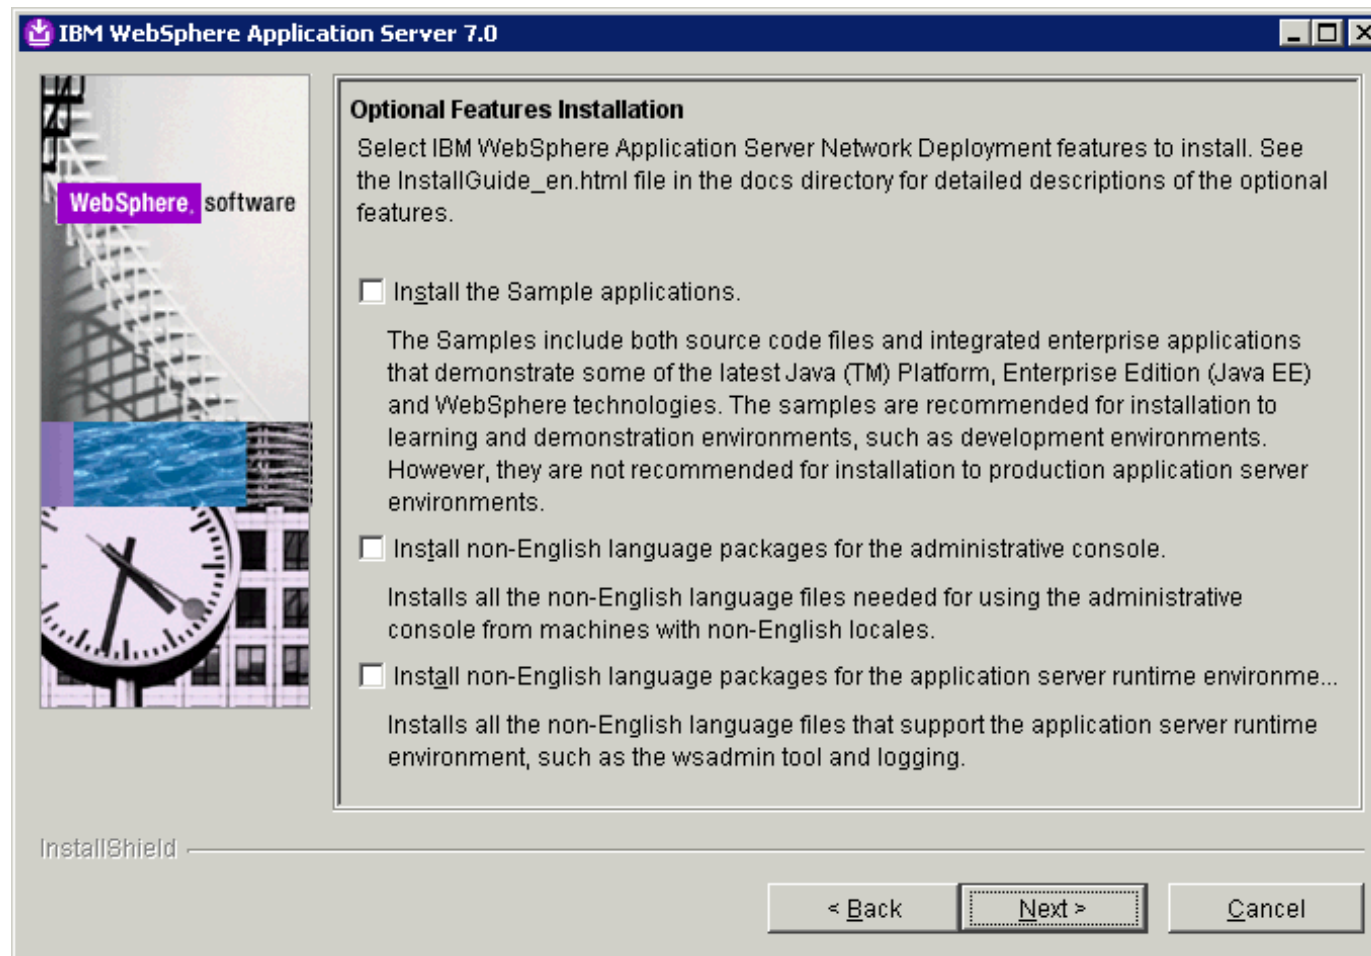 IBM WebSphere Application Server 7.0
WebSphere. software
Optional Features Installation
Select IBM WebSphere Application Server Network Deployment features to install. See
the InstallGuide_en.html file in the docs directory for detailed descriptions of the optional
features.
Install the Sample applications.
The Samples include both source code files and integrated enterprise applications
that demonstrate some of the latest Java (TM) Platform, Enterprise Edition (Java EE)
and WebSphere technologies. The samples are recommended for installation to
learning and demonstration environments, such as development environments.
However, they are not recommended for installation to production application server
environments.
Install non-English language packages for the administrative console.
Installs all the non-English language files needed for using the administrative
console from machines with non-English locales.
Install non-English language packages for the application server runtime environme...
Installs all the non-English language files that support the application server runtime
environment, such as the wsadmin tool and logging.
InstallShield
< Back
Next >
Cancel